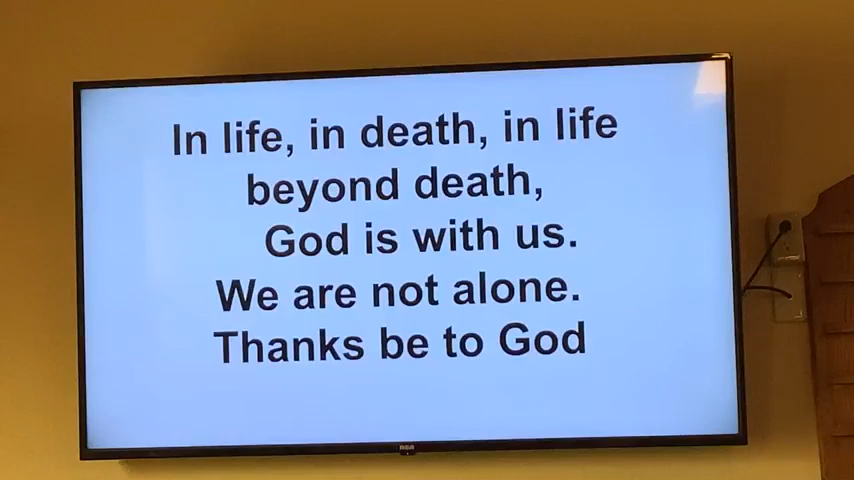 In life, in death, in life
beyond death,
God is with us.
We are not alone.
Thanks be to God
RCA